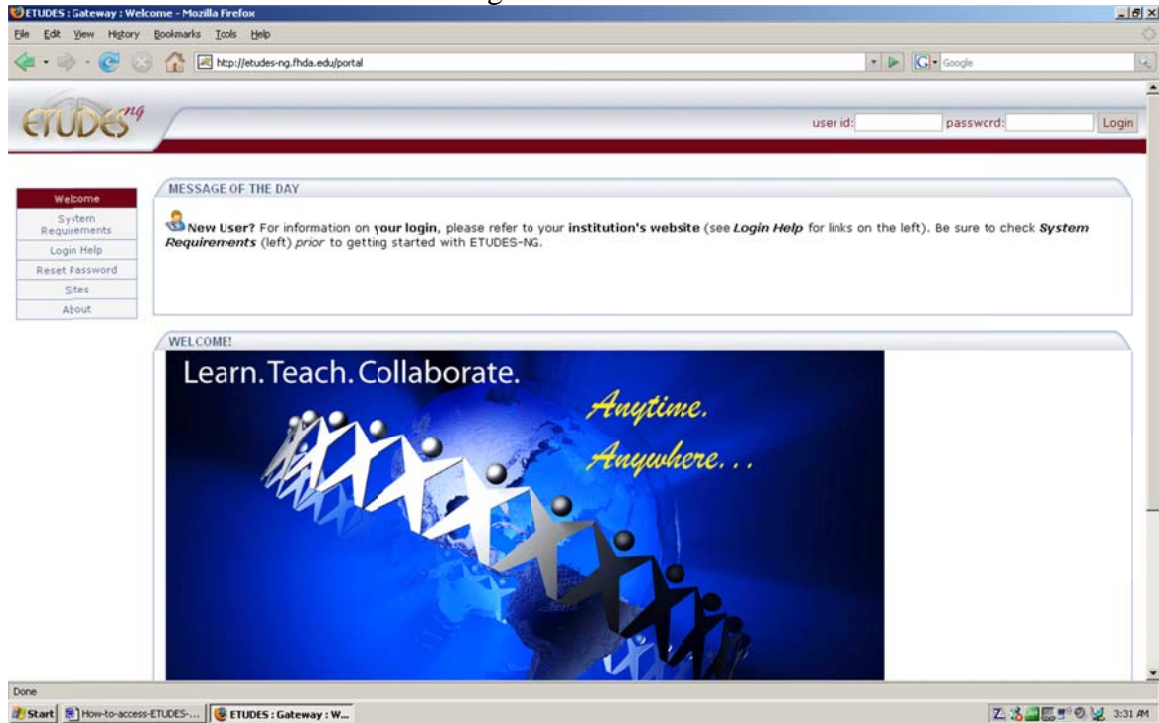 ETUDES : Gateway : Welcome - Mozilla Firefox
File Edit View History Bookmarks Tools Help
http://etudes-ng.fhda.edu/portal
Google
ETUDES ng
user id: password: Login
Welcome
System
Requirements
Login Help
Reset Password
Sites
About
MESSAGE OF THE DAY
New User? For information on your login, please refer to your institution's website (see Login Help for links on the left). Be sure to check System
Requirements (left) prior to getting started with ETUDES-NG.
WELCOME!
Learn. Teach. Collaborate.
Anytime.
Anywhere...
Done
Start How-to-access-ETUDES-... ETUDES : Gateway : W... 3:31 AM